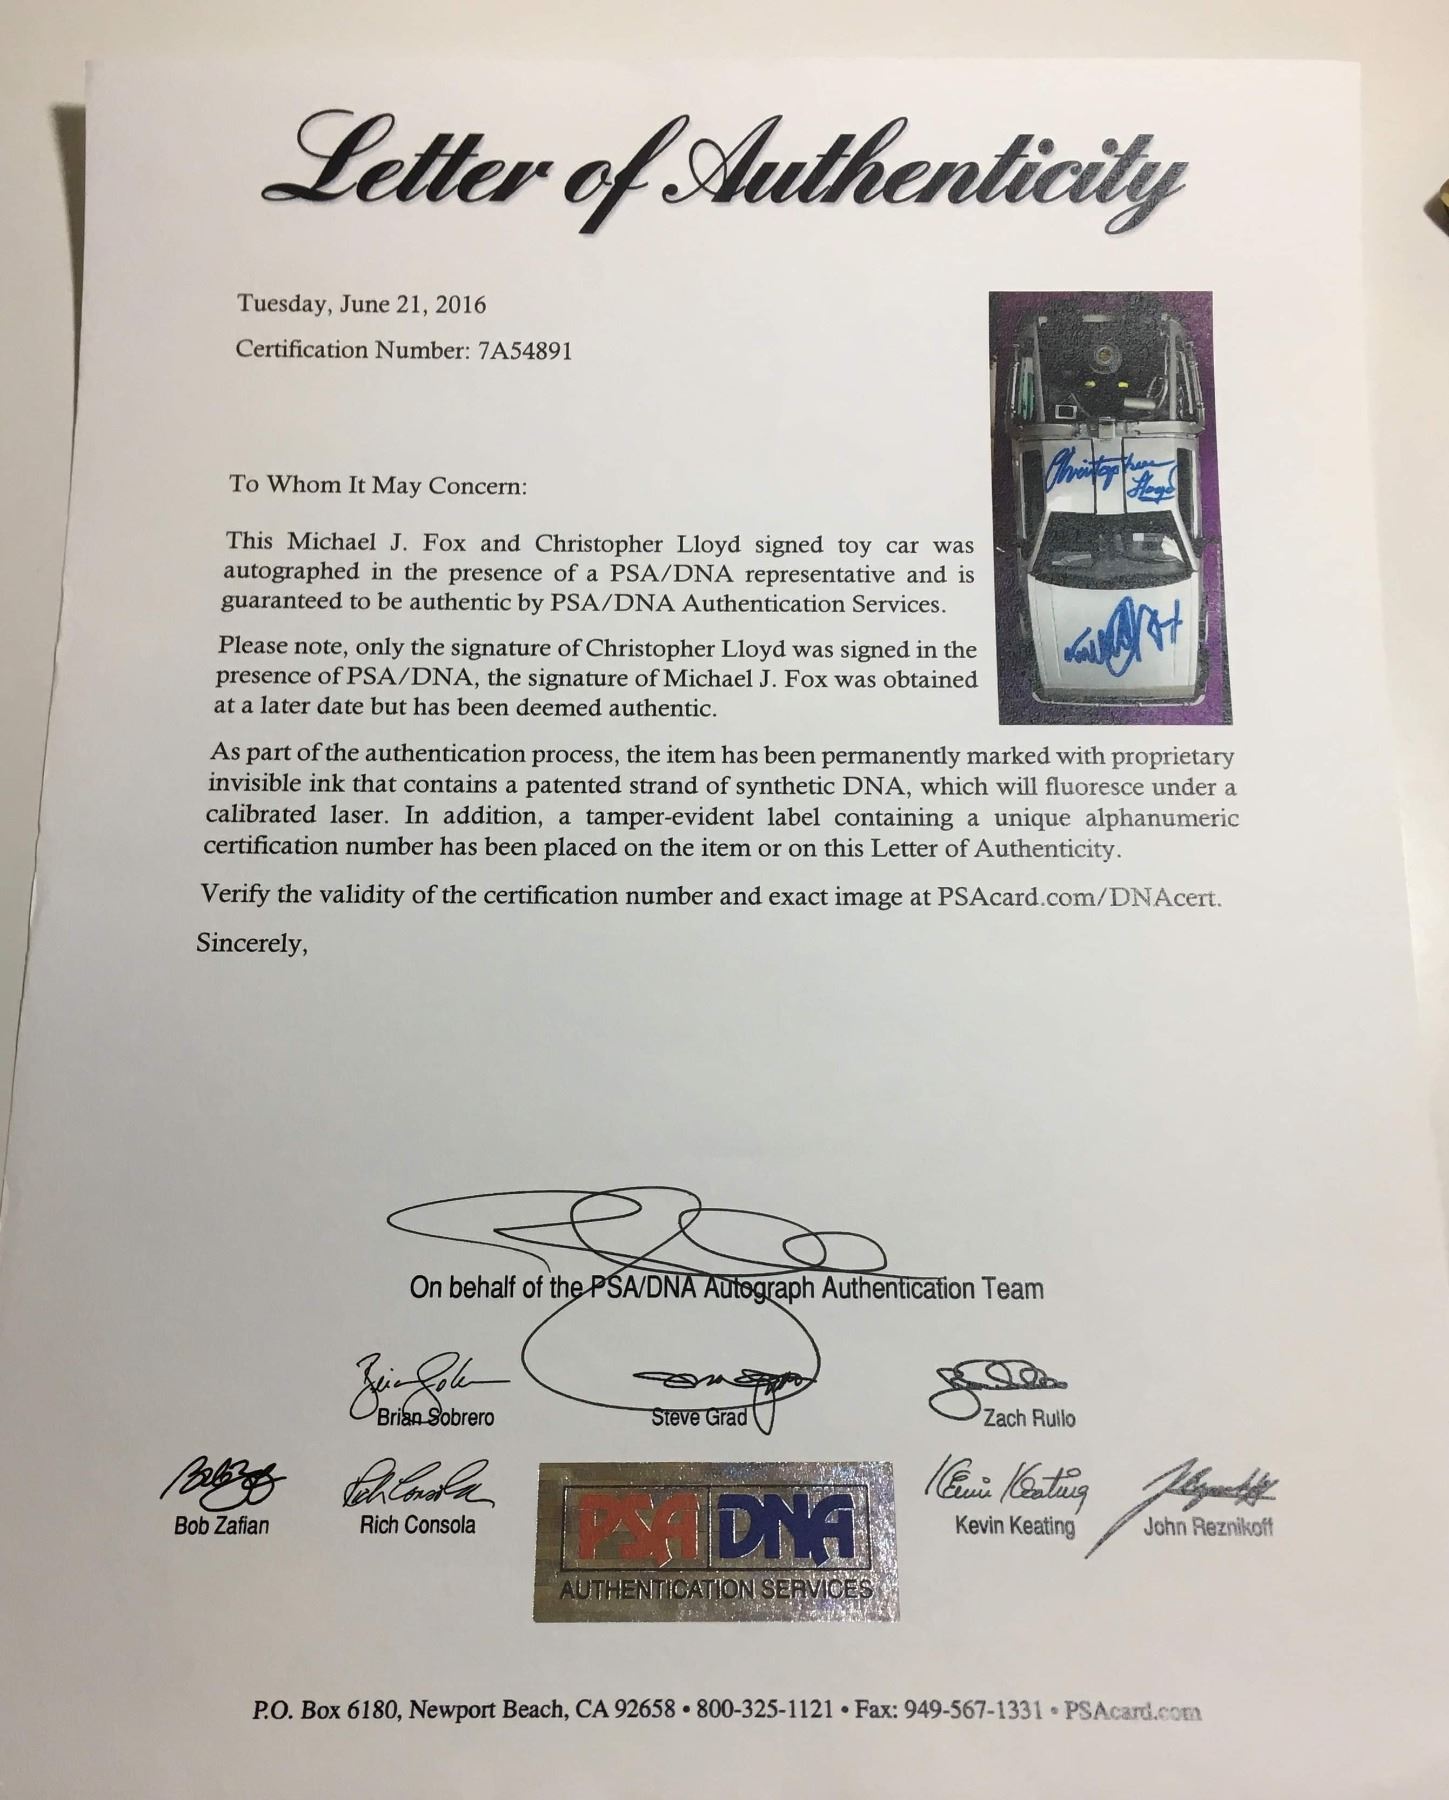 Letter of Authenticity
Tuesday, June 21, 2016
Certification Number: 7A54891
To Whom It May Concern:
This Michael J. Fox and Christopher Lloyd signed toy car was
autographed in the presence of a PSA/DNA representative and is
guaranteed to be authentic by PSA/DNA Authentication Services.
Please note, only the signature of Christopher Lloyd was signed in the
presence of PSA/DNA, the signature of Michael J. Fox was obtained
at a later date but has been deemed authentic.
Christopher
Lloyd
As part of the authentication process, the item has been permanently marked with proprietary
invisible ink that contains a patented strand of synthetic DNA, which will fluoresce under a
calibrated laser. In addition, a tamper-evident label containing a unique alphanumeric
certification number has been placed on the item or on this Letter of Authenticity.
Verify the validity of the certification number and exact image at PSAcard.com/DNAcert.
Sincerely,
On behalf of the PSA/DNA Autograph Authentication Team
Brian Sobrero
Steve Grad
Zach Rullo
Kevin Keating
Bob Zafian
Rich Consola
Kevin Keating
John Reznikoff
PSA DNA
AUTHENTICATION SERVICES
P.O. Box 6180, Newport Beach, CA 92658 • 800-325-1121 • Fax: 949-567-1331 • PSAcard.com